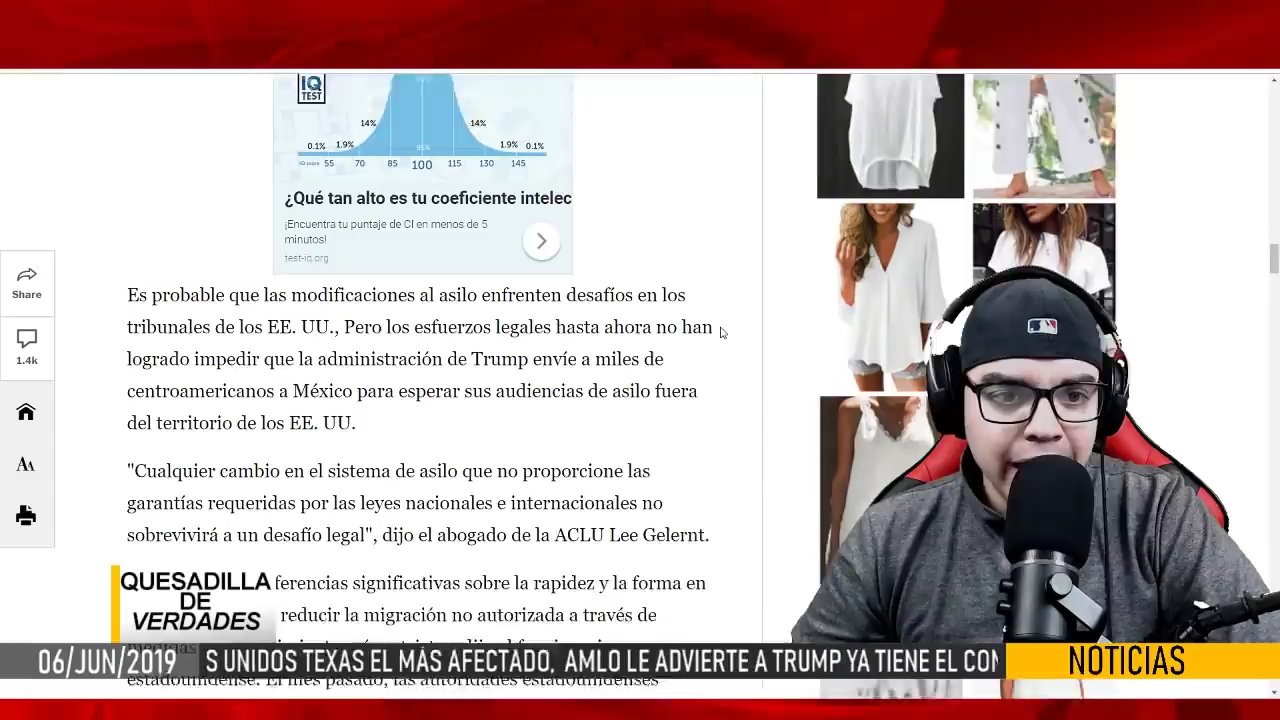 IQ
TEST
14%
14%
0.1%
1.9%
1.9%
0.1%
55
70
85
100
115
130
145
¿Qué tan alto es tu coeficiente intelec
¡Encuentra tu puntaje de CI en menos de 5
minutos!
test-iq.org
Share
1.4k
AA
Es probable que las modificaciones al asilo enfrenten desafíos en los
tribunales de los EE. UU., Pero los esfuerzos legales hasta ahora no han
logrado impedir que la administración de Trump envíe a miles de
centroamericanos a México para esperar sus audiencias de asilo fuera
del territorio de los EE. UU.
"Cualquier cambio en el sistema de asilo que no proporcione las
garantías requeridas por las leyes nacionales e internacionales no
sobrevivirá a un desafío legal", dijo el abogado de la ACLU Lee Gelernt.
ferencias significativas sobre la rapidez y la forma en
reducir la migración no autorizada a través de
estadounidense. El mes pasado, las autoridades estadounidenses
QUESADILLA
DE
VERDADES
06/JUN/2019
S UNIDOS TEXAS EL MAS AFECTADO, AMLO LE ADVIERTE A TRUMP YA TIENE EL CON
NOTICIAS